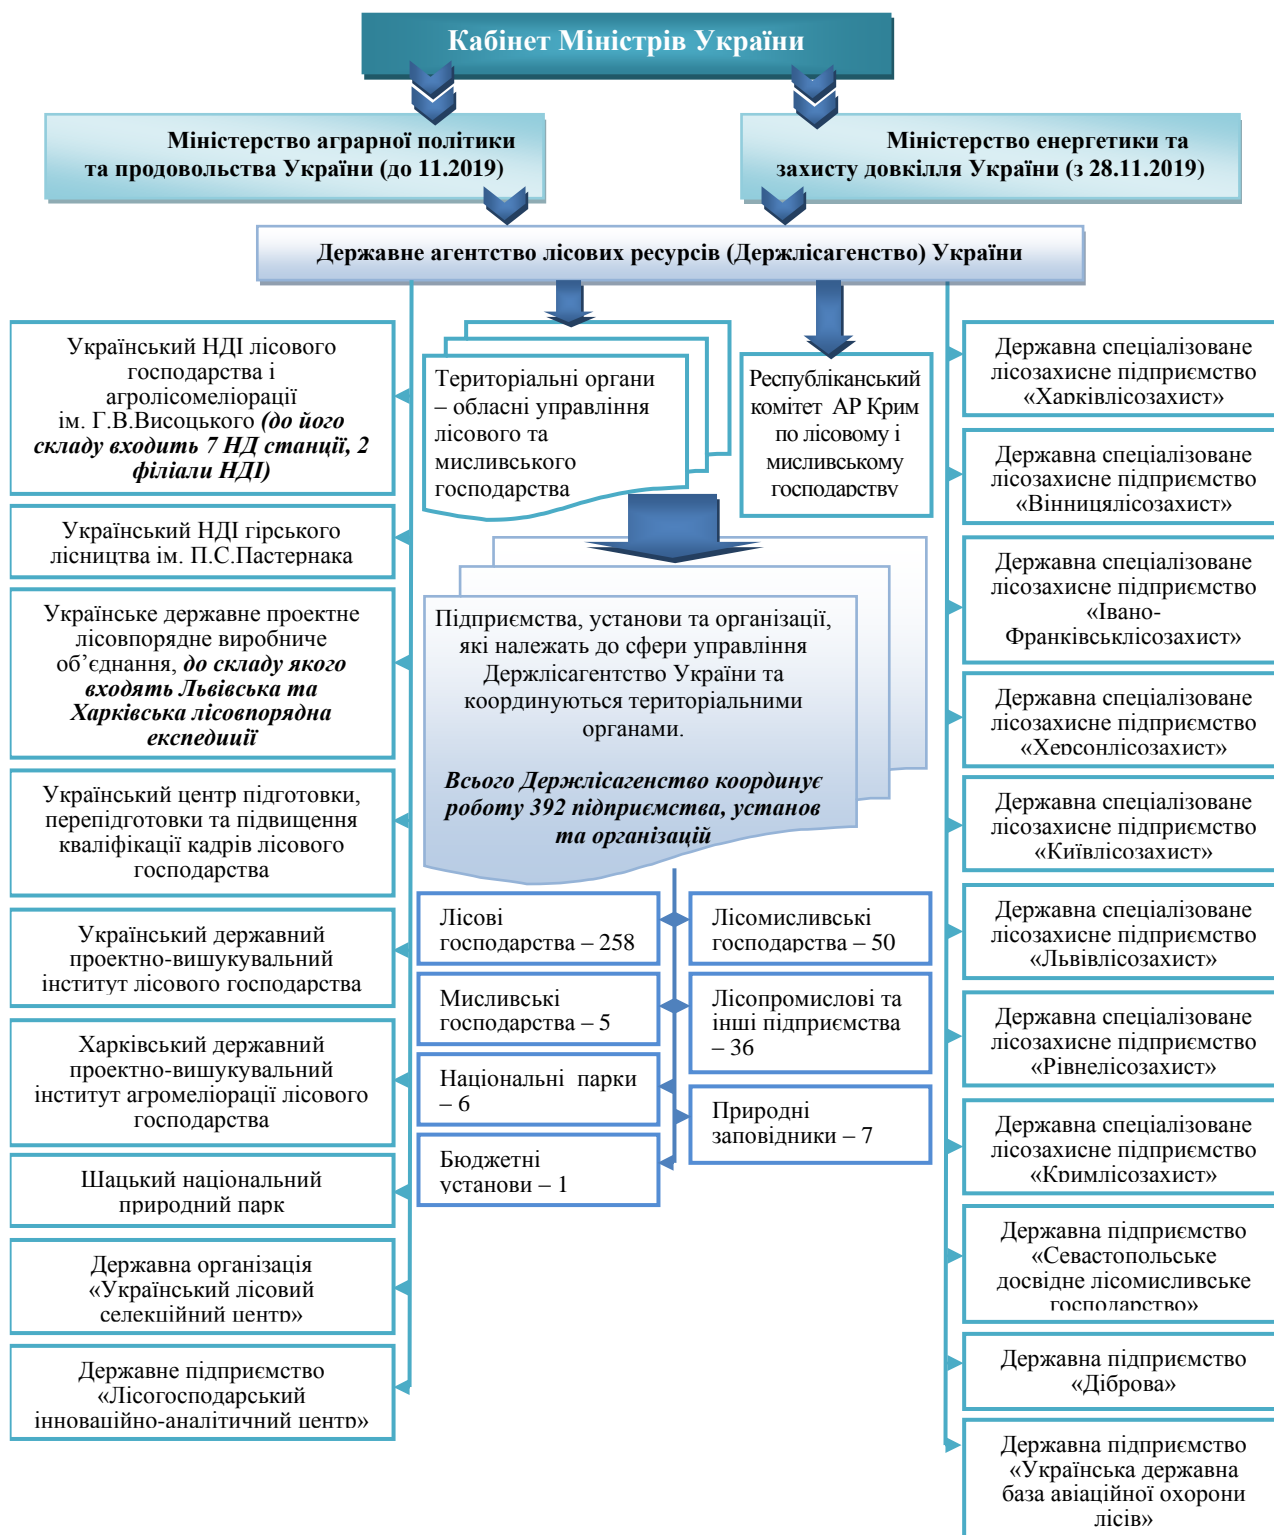 Кабінет Міністрів України
Міністерство аграрної політики
та продовольства України (до 11.2019)
Міністерство енергетики та
захисту довкілля України (з 28.11.2019)
Державне агентство лісових ресурсів (Держлісагенство) України
Український НДІ лісового
господарства і
агролісомеліорації
ім. Г.В.Висоцького (до його
складу входить 7 НД станції, 2
філіали НДІ)
Український НДІ гірського
лісництва ім. П.С.Пастернака
Українське державне проектне
лісовпорядне виробниче
об’єднання, до складу якого
входять Львівська та
Харківська лісовпорядна
експедиції
Український центр підготовки,
перепідготовки та підвищення
кваліфікації кадрів лісового
господарства
Український державний
проектно-вишукувальний
інститут лісового господарства
Харківський державний
проектно-вишукувальний
інститут агромеліорації лісового
господарства
Шацький національний
природний парк
Державна організація
«Український лісовий
селекційний центр»
Державне підприємство
«Лісогосподарський
інноваційно-аналітичний центр»
Територіальні органи
– обласні управління
лісового та
мисливського
господарства
Республіканський
комітет АР Крим
по лісовому і
мисливському
господарству
Підприємства, установи та організації,
які належать до сфери управління
Держлісагентство України та
координуються територіальними
органами.
Всього Держлісагенство координує
роботу 392 підприємства, установ
та організацій
Лісові
господарства – 258
Лісомисливські
господарства – 50
Мисливські
господарства – 5
Лісопромислові та
інші підприємства
– 36
Національні парки
– 6
Природні
заповідники – 7
Бюджетні
установи – 1
Державна спеціалізоване
лісозахисне підприємство
«Харківлісозахист»
Державна спеціалізоване
лісозахисне підприємство
«Вінницялісозахист»
Державна спеціалізоване
лісозахисне підприємство
«Івано-
Франківськлісозахист»
Державна спеціалізоване
лісозахисне підприємство
«Херсонлісозахист»
Державна спеціалізоване
лісозахисне підприємство
«Київлісозахист»
Державна спеціалізоване
лісозахисне підприємство
«Львівлісозахист»
Державна спеціалізоване
лісозахисне підприємство
«Рівнелісозахист»
Державна спеціалізоване
лісозахисне підприємство
«Кримлісозахист»
Державна підприємство
«Севастопольське
досвідне лісомисливське
господарство»
Державна підприємство
«Діброва»
Державна підприємство
«Українська державна
база авіаційної охорони
лісів»